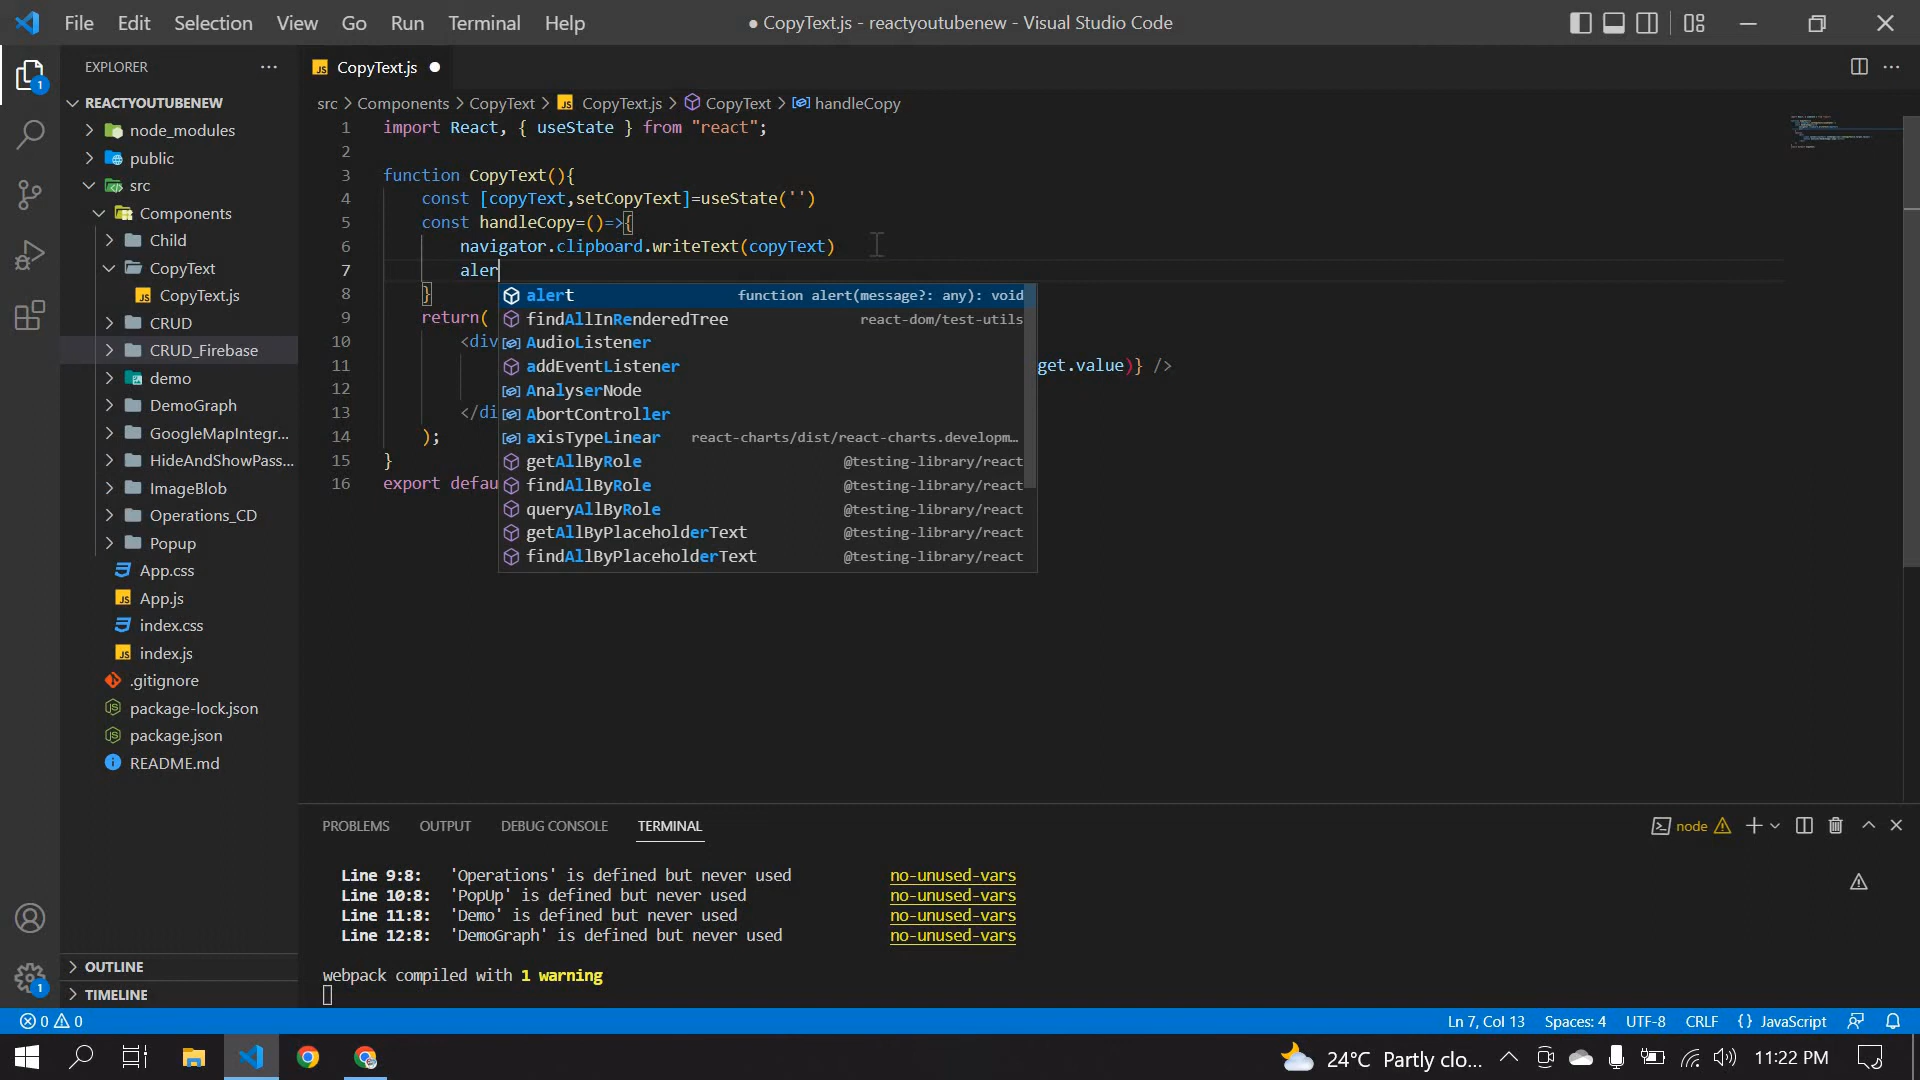 File Edit Selection View Go Run Terminal Help
● CopyText.js - reactyoutubenew - Visual Studio Code
EXPLORER
REACTYOUTUBENEW
node_modules
public
src
Components
Child
CopyText
CopyText.js
CRUD
CRUD_Firebase
demo
DemoGraph
GoogleMapIntegr...
HideAndShowPass...
ImageBlob
Operations_CD
Popup
App.css
App.js
index.css
index.js
.gitignore
package-lock.json
package.json
README.md
OUTLINE
TIMELINE
1
1
CopyText.js
src > Components > CopyText > CopyText.js > CopyText > handleCopy
1 import React, { useState } from "react";
2
3 function CopyText(){
4 const [copyText,setCopyText]=useState('')
5 const handleCopy=()=>{
6 navigator.clipboard.writeText(copyText)
7 aler
8 }
9 return(
10 <div
11 get.value)} />
12
13 </di
14 );
15 }
16 export defau
alert function alert(message?: any): void
findAllInRenderedTree react-dom/test-utils
AudioListener
addEventListener
AnalyserNode
AbortController
axisTypeLinear react-charts/dist/react-charts.developm…
getAllByRole @testing-library/react
findAllByRole @testing-library/react
queryAllByRole @testing-library/react
getAllByPlaceholderText @testing-library/react
findAllByPlaceholderText @testing-library/react
PROBLEMS OUTPUT DEBUG CONSOLE TERMINAL
node
Line 9:8: 'Operations' is defined but never used no-unused-vars
Line 10:8: 'PopUp' is defined but never used no-unused-vars
Line 11:8: 'Demo' is defined but never used no-unused-vars
Line 12:8: 'DemoGraph' is defined but never used no-unused-vars
webpack compiled with 1 warning
0 0
Ln 7, Col 13 Spaces: 4 UTF-8 CRLF {} JavaScript
24°C Partly clo... 11:22 PM